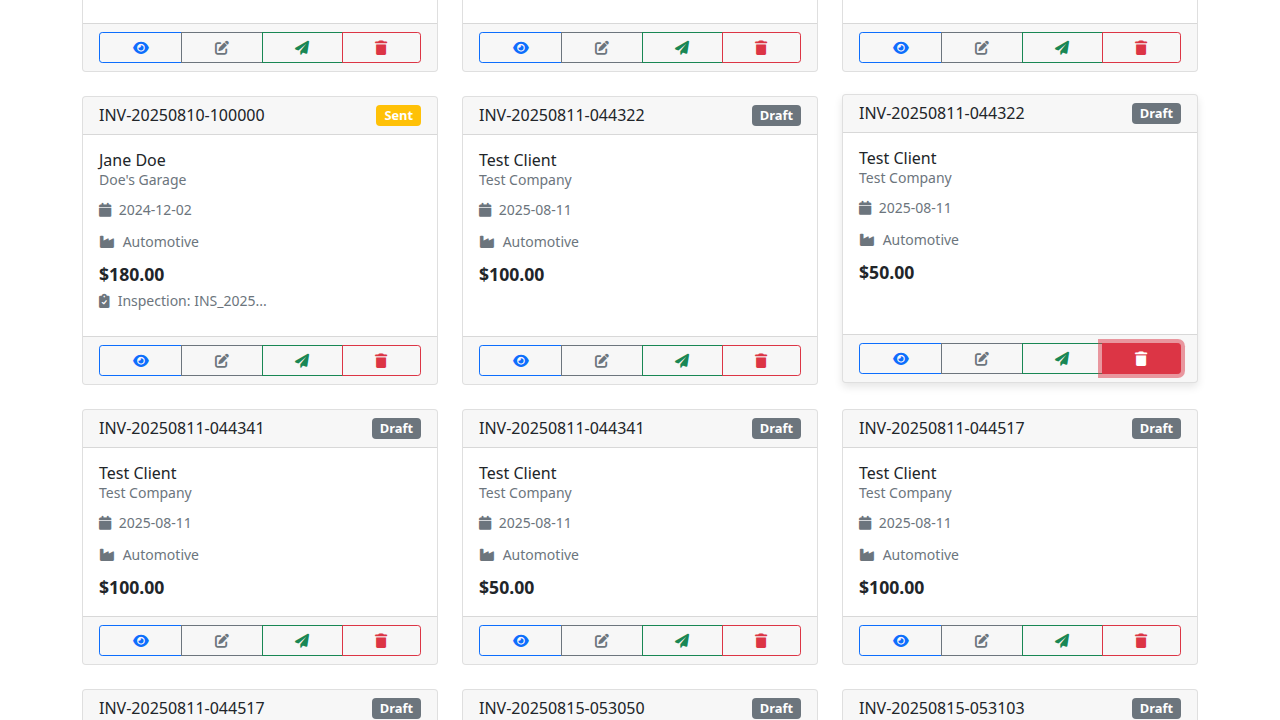 INV-20250810-100000 Sent
Jane Doe
Doe's Garage
2024-12-02
Automotive
$180.00
Inspection: INS_2025...
INV-20250811-044322 Draft
Test Client
Test Company
2025-08-11
Automotive
$100.00
INV-20250811-044322 Draft
Test Client
Test Company
2025-08-11
Automotive
$50.00
INV-20250811-044341 Draft
Test Client
Test Company
2025-08-11
Automotive
$100.00
INV-20250811-044341 Draft
Test Client
Test Company
2025-08-11
Automotive
$50.00
INV-20250811-044517 Draft
Test Client
Test Company
2025-08-11
Automotive
$100.00
INV-20250811-044517 Draft
INV-20250815-053050 Draft
INV-20250815-053103 Draft